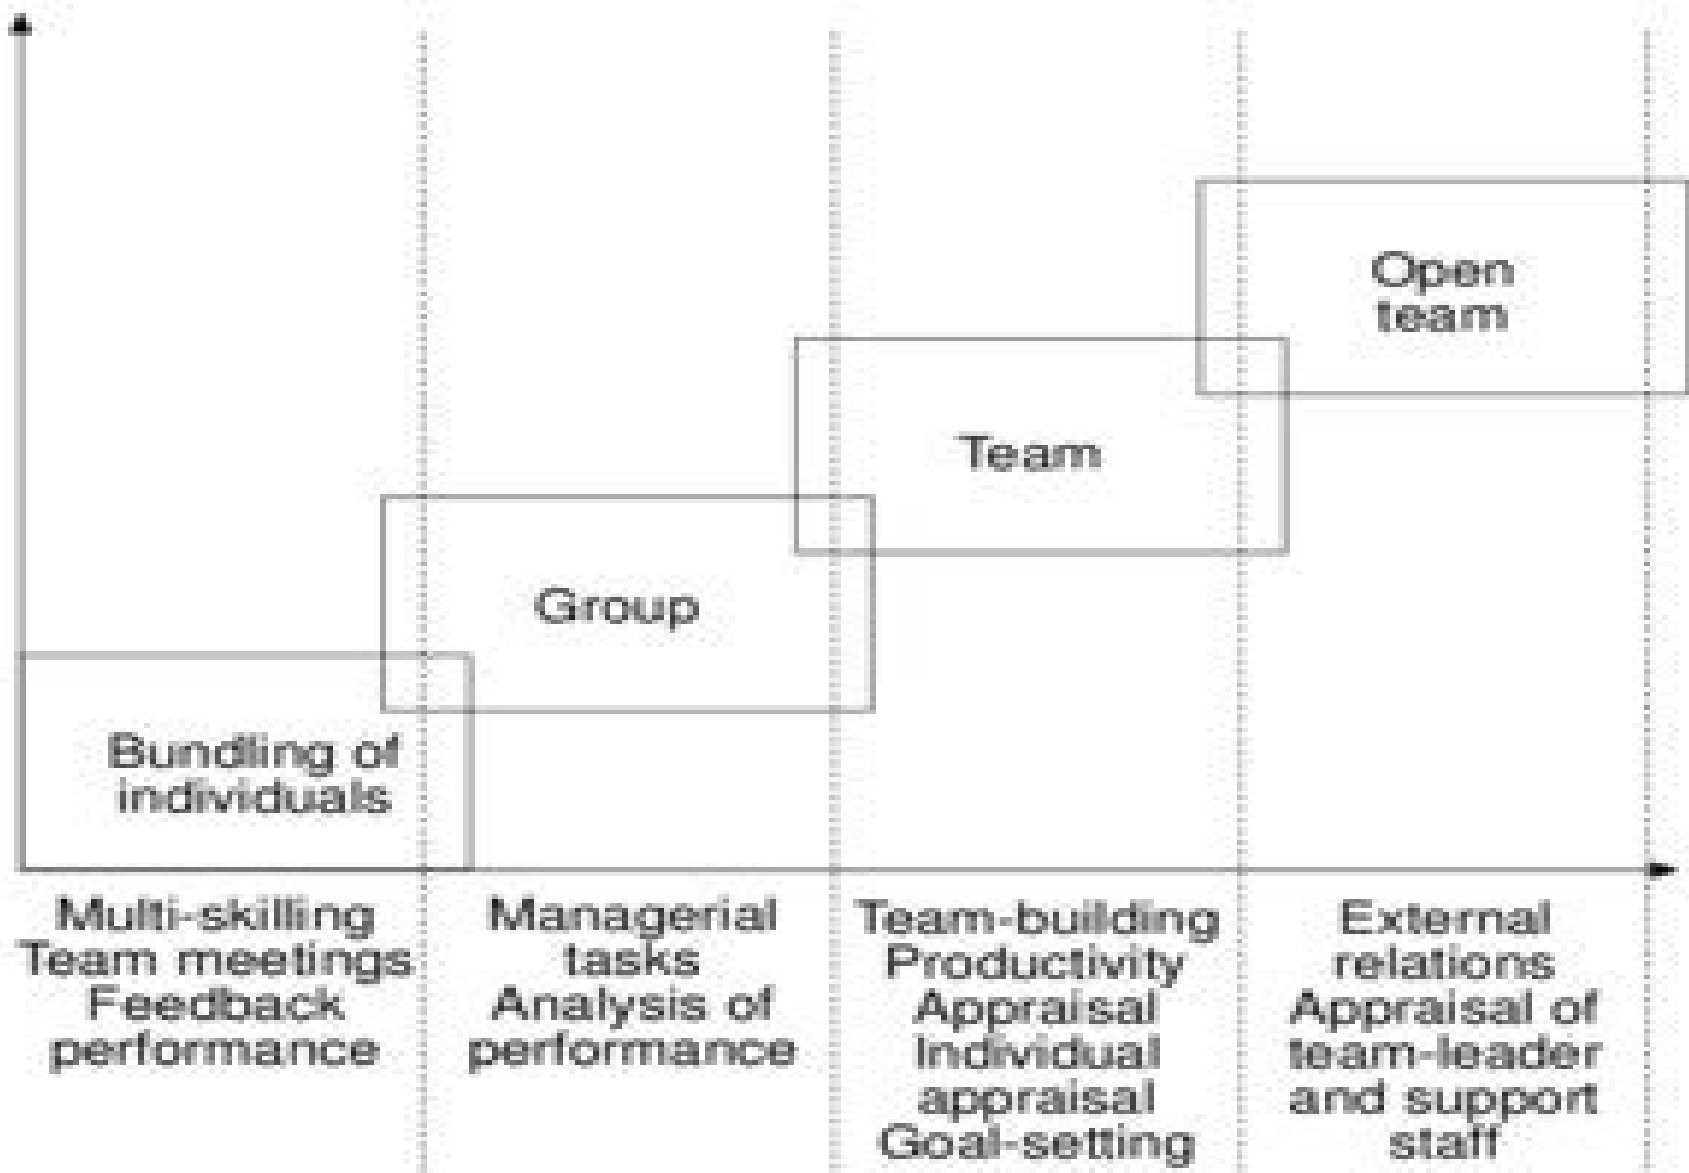 Open
team
Team
Group
Bundling of
individuals
Multi-skilling
Team meetings
Feedback
performance
Managerial
tasks
Analysis of
performance
Team-building
Productivity
Appraisal
Individual
appraisal
Goal-setting
External
relations
Appraisal of
team-leader
and support
staff